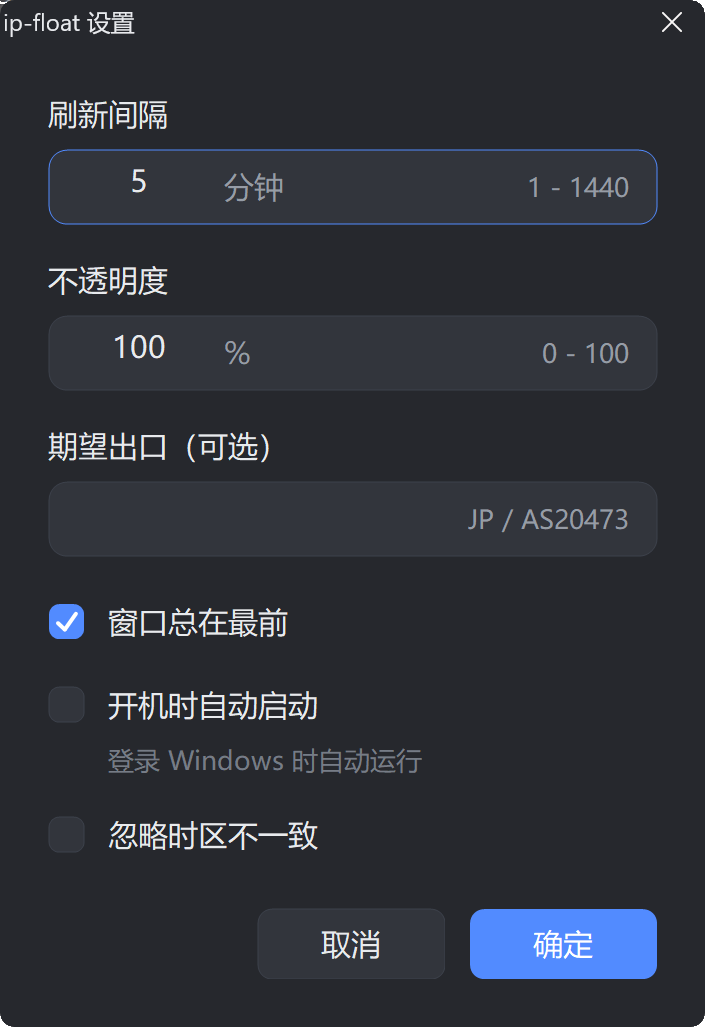 ip-float 设置
刷新间隔
5 分钟 1 - 1440
不透明度
100 % 0 - 100
期望出口（可选）
JP / AS20473
窗口总在最前
开机时自动启动
登录 Windows 时自动运行
忽略时区不一致
取消 确定